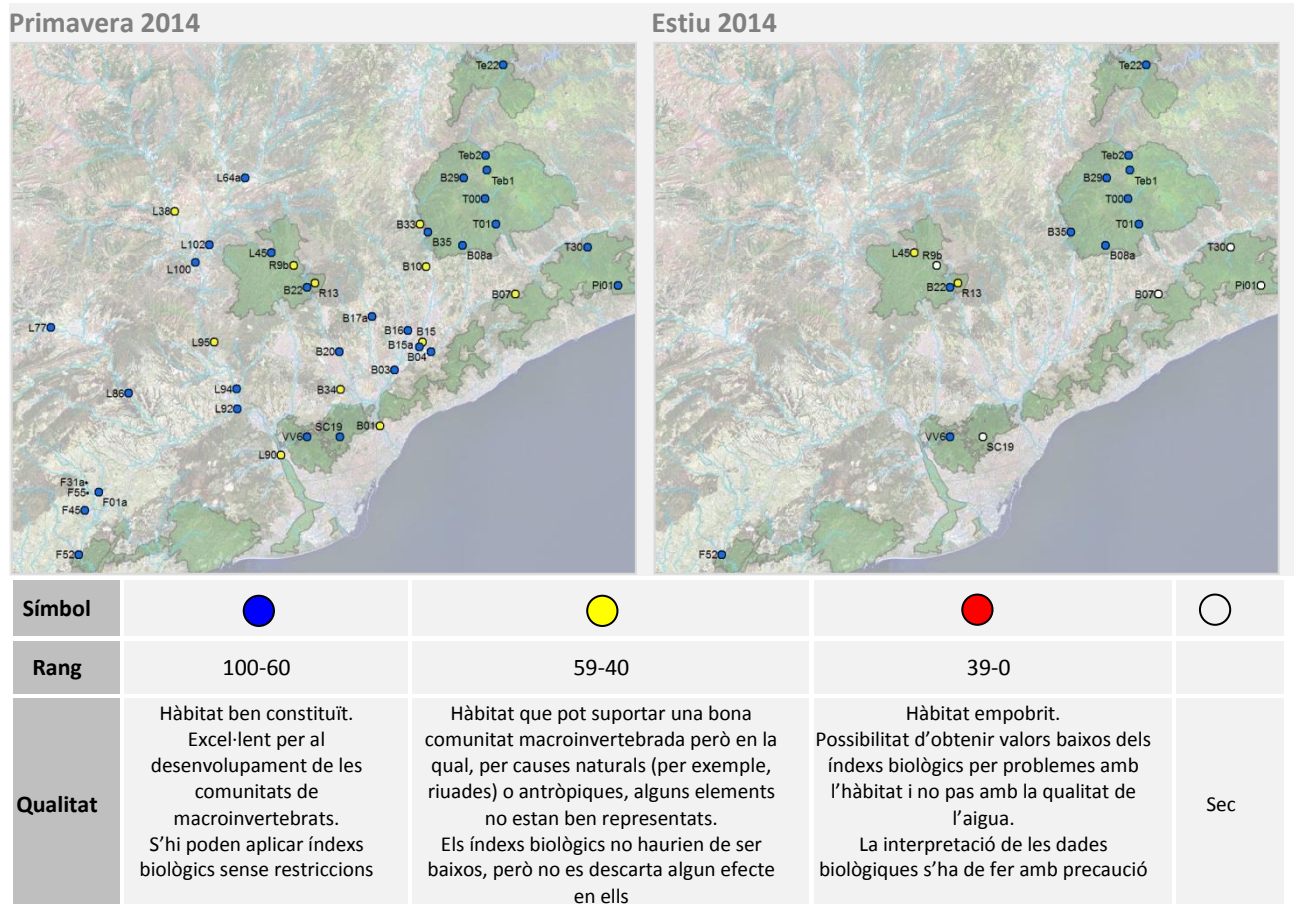 Primavera 2014
Estiu 2014
Te22
Teb2
B29
Teb1
T00
T01
L64a
L38
B33
B35
B08a
T30
L102
L100
L45
R9b
B10
B22
R13
B07
Pi01
L77
B17a
B16
B15
B15a
B04
L95
B20
B03
L86
L94
B34
L92
VV6
SC19
B01
L90
F31a
F55
F01a
F45
F52
Te22
Teb2
B29
Teb1
T00
T01
B35
B08a
T30
L45
R9b
B22
R13
B07
Pi01
VV6
SC19
F52
Símbol
Rang
100-60
59-40
39-0
Qualitat
Hàbitat ben constituït.
Excel·lent per al
desenvolupament de les
comunitats de
macroinvertebrats.
S’hi poden aplicar índexs
biològics sense restriccions
Hàbitat que pot suportar una bona
comunitat macroinvertebrada però en la
qual, per causes naturals (per exemple,
riuades) o antròpiques, alguns elements
no estan ben representats.
Els índexs biològics no haurien de ser
baixos, però no es descarta algun efecte
en ells
Hàbitat empobrit.
Possibilitat d’obtenir valors baixos dels
índexs biològics per problemes amb
l’hàbitat i no pas amb la qualitat de
l’aigua.
La interpretació de les dades
biològiques s’ha de fer amb precaució
Sec